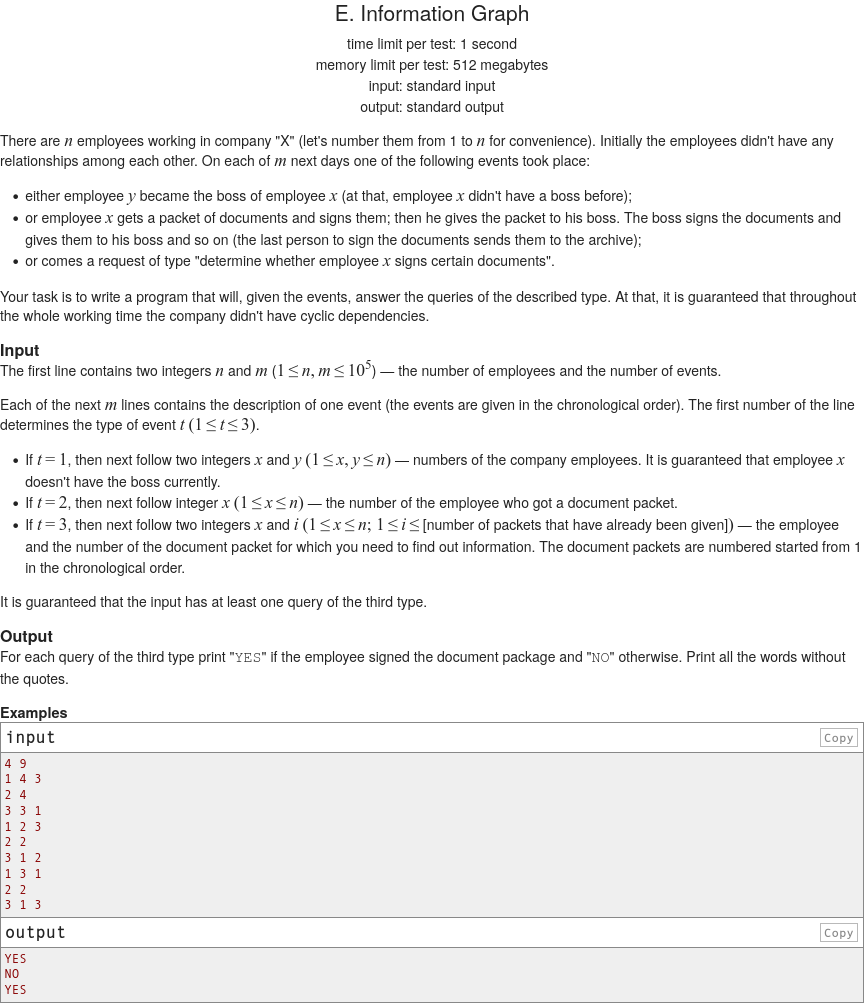 E. Information Graph
time limit per test: 1 second
memory limit per test: 512 megabytes
input: standard input
output: standard output
There are n employees working in company "X" (let's number them from 1 to n for convenience). Initially the employees didn't have any
relationships among each other. On each of m next days one of the following events took place:
• either employee y became the boss of employee x (at that, employee x didn't have a boss before);
• or employee x gets a packet of documents and signs them; then he gives the packet to his boss. The boss signs the documents and
gives them to his boss and so on (the last person to sign the documents sends them to the archive);
• or comes a request of type "determine whether employee x signs certain documents".
Your task is to write a program that will, given the events, answer the queries of the described type. At that, it is guaranteed that throughout
the whole working time the company didn't have cyclic dependencies.
Input
The first line contains two integers n and m (1 ≤ n, m ≤ 10⁵) — the number of employees and the number of events.
Each of the next m lines contains the description of one event (the events are given in the chronological order). The first number of the line
determines the type of event t (1 ≤ t ≤ 3).
• If t = 1, then next follow two integers x and y (1 ≤ x, y ≤ n) — numbers of the company employees. It is guaranteed that employee x
doesn't have the boss currently.
• If t = 2, then next follow integer x (1 ≤ x ≤ n) — the number of the employee who got a document packet.
• If t = 3, then next follow two integers x and i (1 ≤ x ≤ n; 1 ≤ i ≤ [number of packets that have already been given]) — the employee
and the number of the document packet for which you need to find out information. The document packets are numbered started from 1
in the chronological order.
It is guaranteed that the input has at least one query of the third type.
Output
For each query of the third type print "YES" if the employee signed the document package and "NO" otherwise. Print all the words without
the quotes.
Examples
input Copy
4 9
1 4 3
2 4
3 3 1
1 2 3
2 2
3 1 2
1 3 1
2 2
3 1 3
output Copy
YES
NO
YES